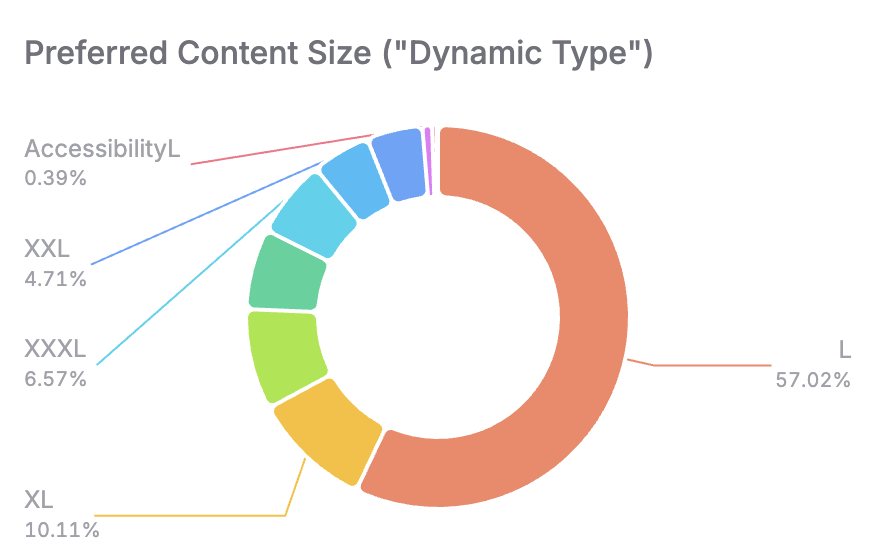 Preferred Content Size ("Dynamic Type")
AccessibilityL
0.39%
XXL
4.71%
XXXL
6.57%
L
57.02%
XL
10.11%